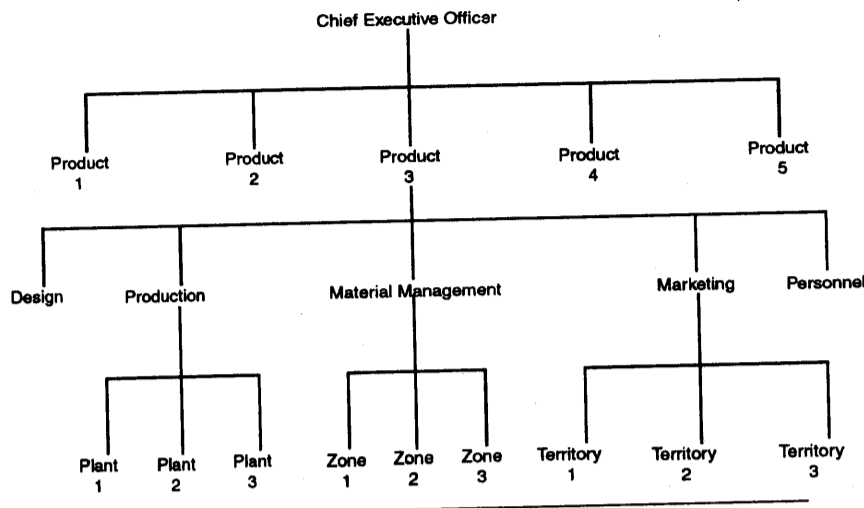 Chief Executive Officer
Product 1
Product 2
Product 3
Product 4
Product 5
Design
Production
Material Management
Marketing
Personnel
Plant 1
Plant 2
Plant 3
Zone 1
Zone 2
Zone 3
Territory 1
Territory 2
Territory 3